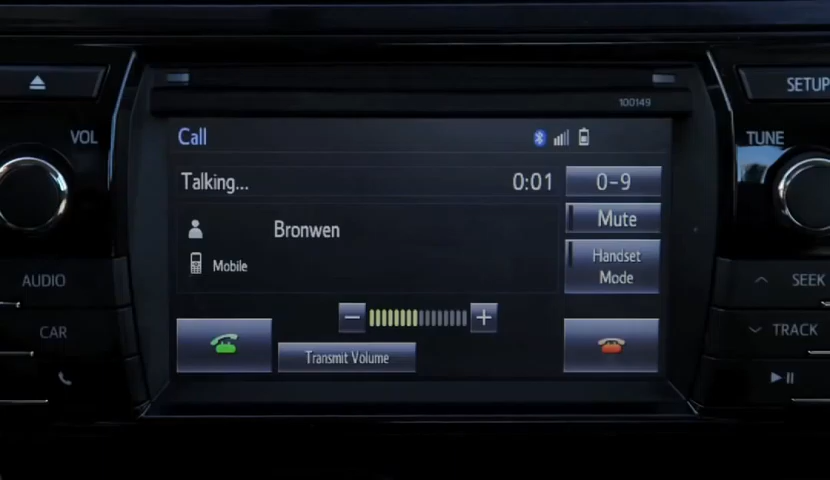 SETUP
100149
VOL
Call
TUNE
Talking...
0:01
0-9
Mute
Bronwen
Handset
Mode
Mobile
AUDIO
SEEK
CAR
TRACK
Transmit Volume